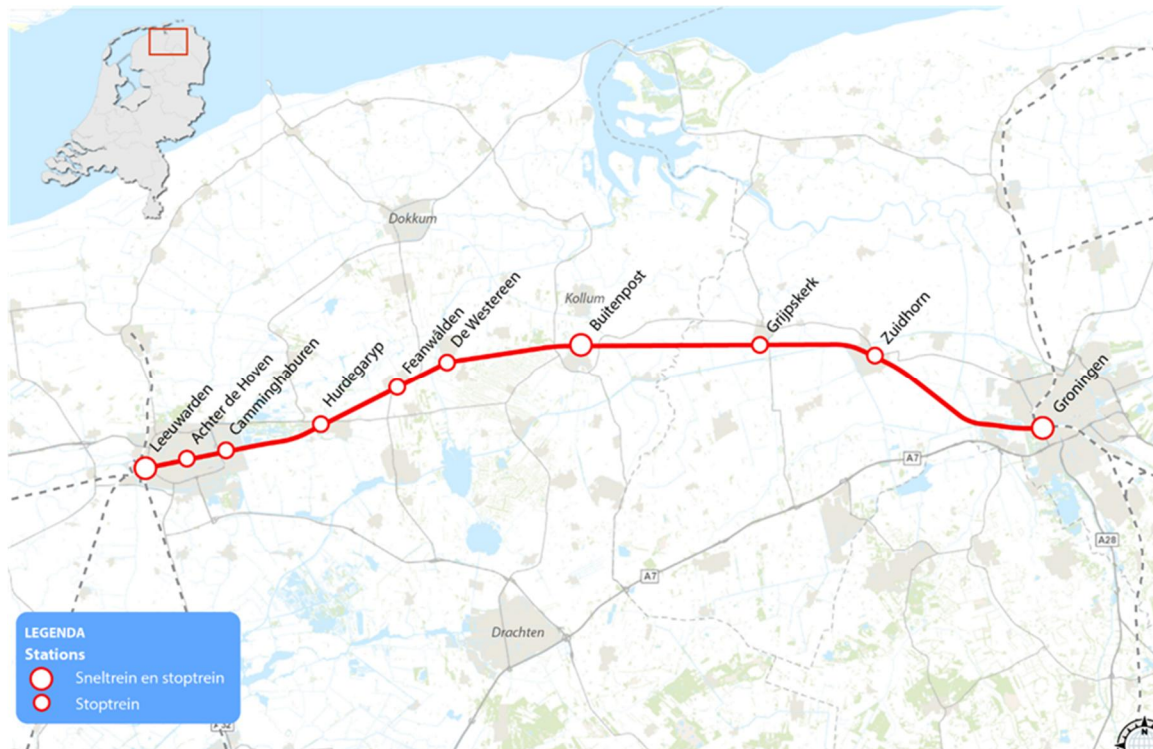 Dokkum
Kollum
Leeuwarden
Achter de Hoven
Camminghaburen
Hurdegaryp
Feanwâlden
De Westereen
Buitenpost
Grijpskerk
Zuidhorn
Groningen
A7
A7
A28
Drachten
LEGENDA
Stations
Sneltrein en stoptrein
Stoptrein
N